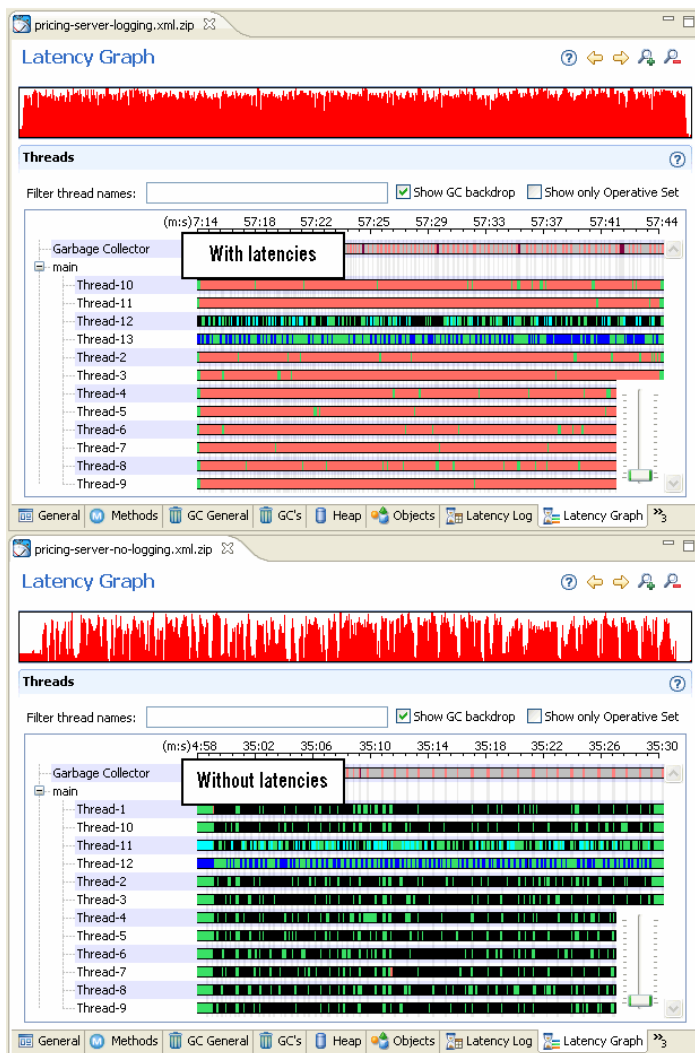 pricing-server-logging.xml.zip
Latency Graph
Threads
Filter thread names: Show GC backdrop Show only Operative Set
(m:s)7:14 57:18 57:22 57:25 57:29 57:33 57:37 57:41 57:44
Garbage Collector
With latencies
main
Thread-10
Thread-11
Thread-12
Thread-13
Thread-2
Thread-3
Thread-4
Thread-5
Thread-6
Thread-7
Thread-8
Thread-9
General Methods GC General GC's Heap Objects Latency Log Latency Graph »3
pricing-server-no-logging.xml.zip
Latency Graph
Threads
Filter thread names: Show GC backdrop Show only Operative Set
(m:s)4:58 35:02 35:06 35:10 35:14 35:18 35:22 35:26 35:30
Garbage Collector
Without latencies
main
Thread-1
Thread-10
Thread-11
Thread-12
Thread-2
Thread-3
Thread-4
Thread-5
Thread-6
Thread-7
Thread-8
Thread-9
General Methods GC General GC's Heap Objects Latency Log Latency Graph »3